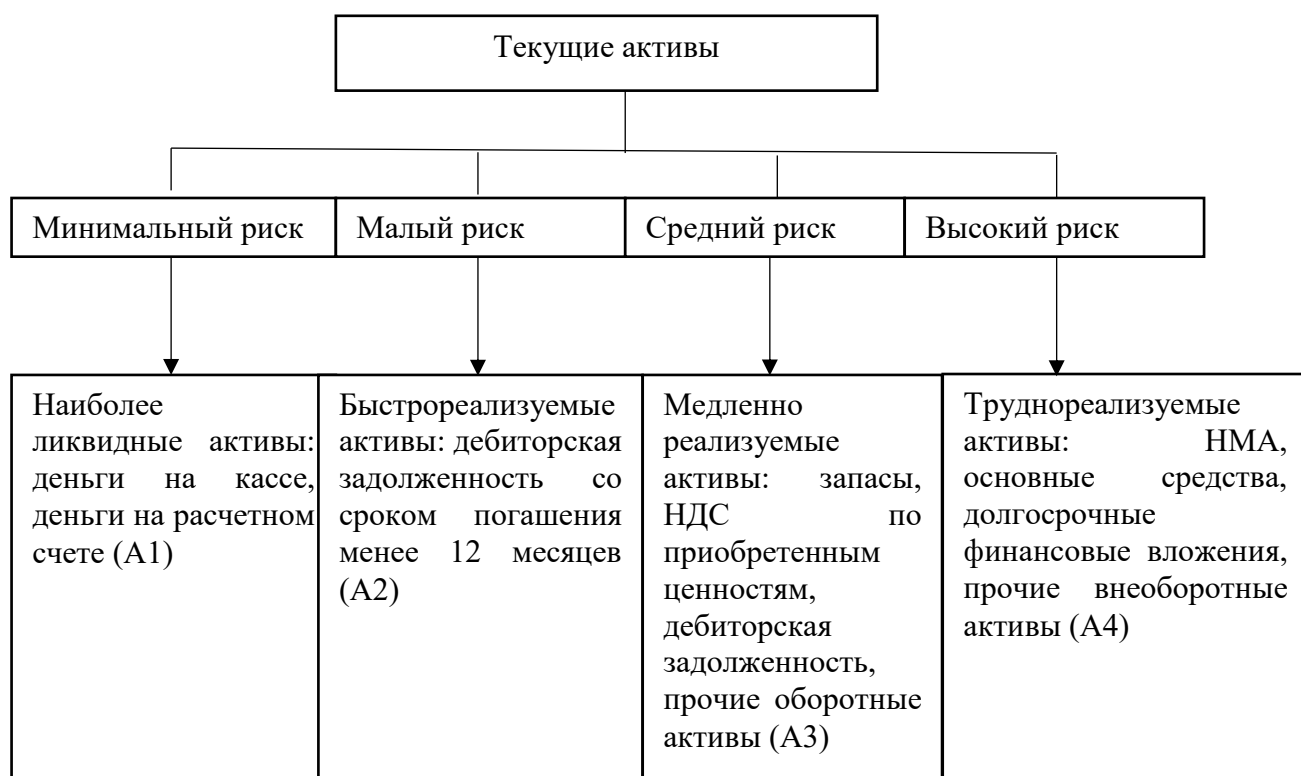 Текущие активы
Минимальный риск
Малый риск
Средний риск
Высокий риск
Наиболее
ликвидные активы:
деньги на кассе,
деньги на расчетном
счете (А1)
Быстрореализуемые
активы: дебиторская
задолженность со
сроком погашения
менее 12 месяцев
(А2)
Медленно
реализуемые
активы: запасы,
НДС по
приобретенным
ценностям,
дебиторская
задолженность,
прочие оборотные
активы (А3)
Труднореализуемые
активы: НМА,
основные средства,
долгосрочные
финансовые вложения,
прочие внеоборотные
активы (А4)